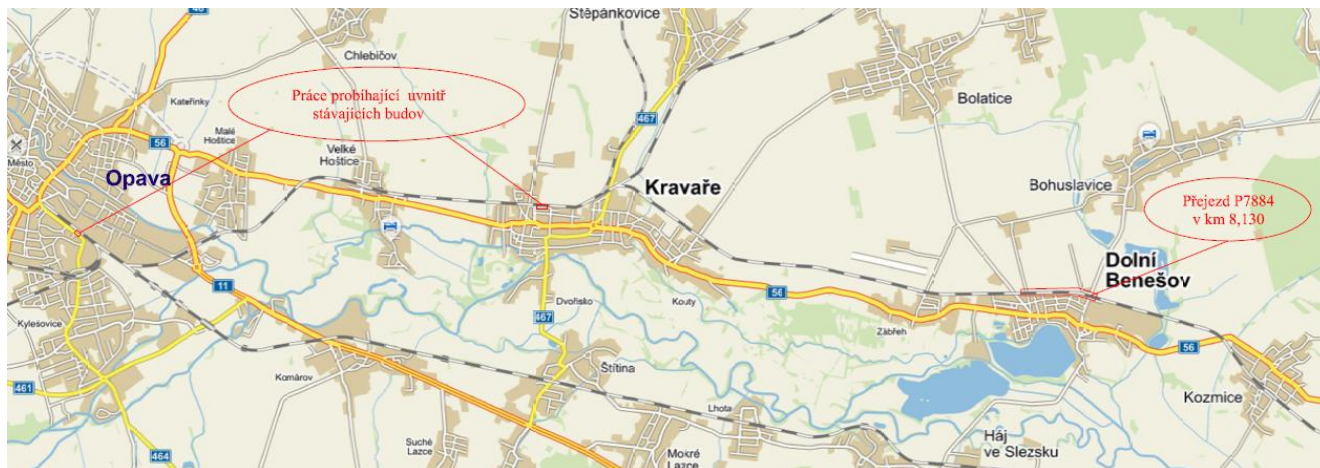 46
Štěpánkovice
Chlebičov
Kateřinky
Práce probíhající uvnitř
stávajících budov
467
Bolatice
56
Malé
Hoštice
Velké
Hoštice
Město
Opava
Kravaře
Bohuslavice
Přejezd P7884
v km 8,130
Dolní
Benešov
11
Dvořisko
Kouty
56
467
Zábřeh
56
Kylešovice
Štítina
Komárov
461
Kozmice
Lhota
464
Suché
Lazce
Mokré
Lazce
Háj
ve Slezsku